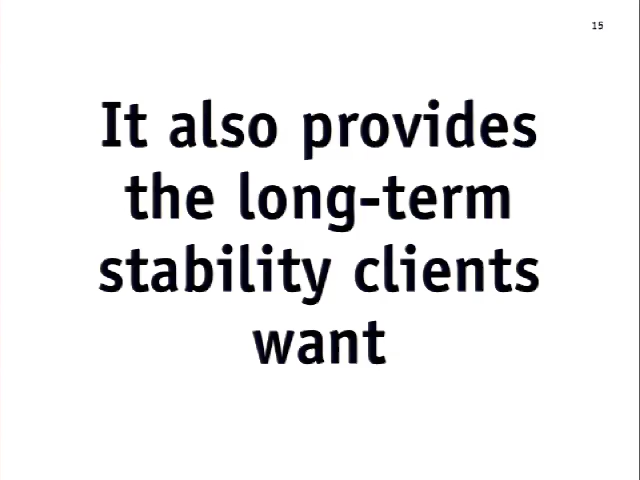 15
It also provides
the long-term
stability clients
want